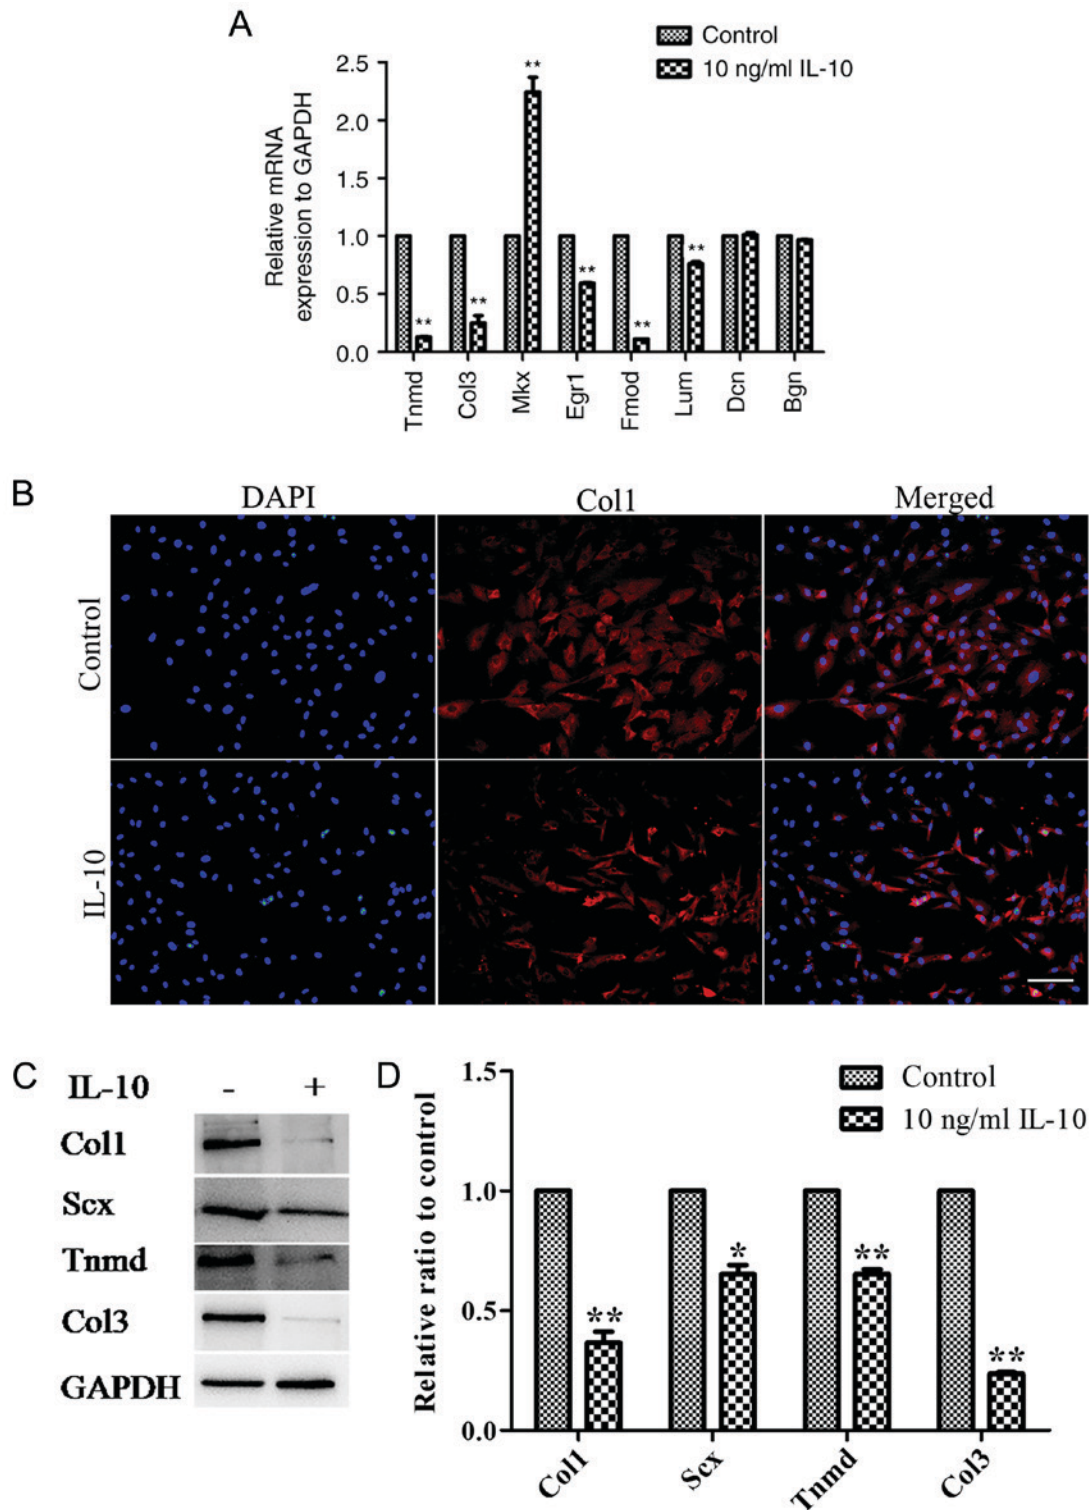 A
Control
10 ng/ml IL-10
Relative mRNA
expression to GAPDH
2.5
2.0
1.5
1.0
0.5
0.0
**
**
**
**
**
**
Tnmd
Col3
Mkx
Egr1
Fmod
Lum
Dcn
Bgn
B
DAPI
Col1
Merged
Control
IL-10
C
IL-10
- +
Col1
Scx
Tnmd
Col3
GAPDH
D
Control
10 ng/ml IL-10
Relative ratio to control
1.5
1.0
0.5
0.0
**
*
**
**
Col1
Scx
Tnmd
Col3